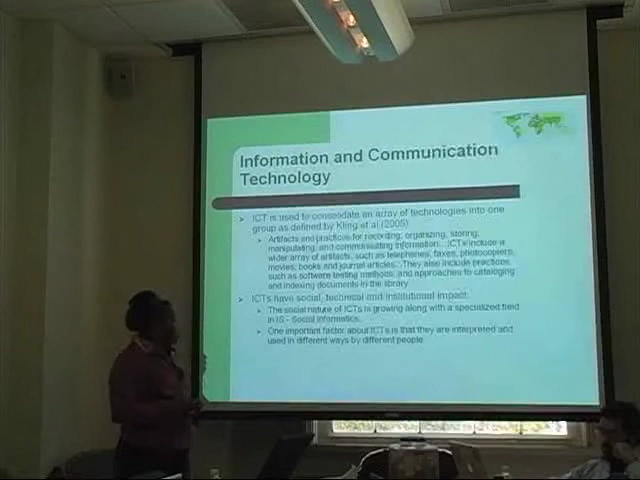 Information and Communication
Technology
ICT is used to consolidate an array of technologies into one
group as defined by Kling et al (2005)
Artifacts and practices for recording, organizing, storing,
manipulating, and communicating information... ICTs include a
wider array of artifacts, such as telephones, faxes, photocopiers,
movies, books and journal articles. They also include practices
such as software testing methods, and approaches to cataloging
and indexing documents in the library
ICTs have social, technical and institutional impact.
The social nature of ICTs is growing along with a specialized field
in IS - Social Informatics.
One important factor about ICTs is that they are interpreted and
used in different ways by different people